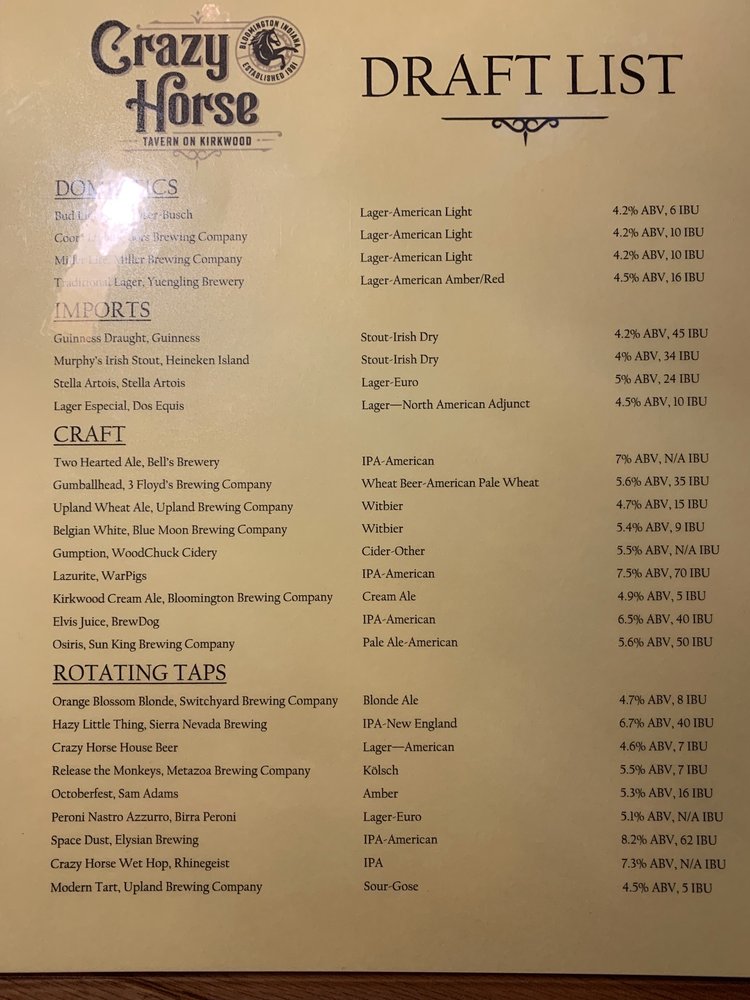 Crazy Horse
BLOOMINGTON INDIANA
ESTABLISHED 1981
TAVERN ON KIRKWOOD
DRAFT LIST
DOMESTICS
Bud Busch Lager-American Light 4.2% ABV, 6 IBU
Brewing Company Lager-American Light 4.2% ABV, 10 IBU
Miller Brewing Company Lager-American Light 4.2% ABV, 10 IBU
Traditional Lager, Yuengling Brewery Lager-American Amber/Red 4.5% ABV, 16 IBU
IMPORTS
Guinness Draught, Guinness Stout-Irish Dry 4.2% ABV, 45 IBU
Murphy's Irish Stout, Heineken Island Stout-Irish Dry 4% ABV, 34 IBU
Stella Artois, Stella Artois Lager-Euro 5% ABV, 24 IBU
Lager Especial, Dos Equis Lager—North American Adjunct 4.5% ABV, 10 IBU
CRAFT
Two Hearted Ale, Bell's Brewery IPA-American 7% ABV, N/A IBU
Gumballhead, 3 Floyd's Brewing Company Wheat Beer-American Pale Wheat 5.6% ABV, 35 IBU
Upland Wheat Ale, Upland Brewing Company Witbier 4.7% ABV, 15 IBU
Belgian White, Blue Moon Brewing Company Witbier 5.4% ABV, 9 IBU
Gumption, WoodChuck Cidery Cider-Other 5.5% ABV, N/A IBU
Lazurite, WarPigs IPA-American 7.5% ABV, 70 IBU
Kirkwood Cream Ale, Bloomington Brewing Company Cream Ale 4.9% ABV, 5 IBU
Elvis Juice, BrewDog IPA-American 6.5% ABV, 40 IBU
Osiris, Sun King Brewing Company Pale Ale-American 5.6% ABV, 50 IBU
ROTATING TAPS
Orange Blossom Blonde, Switchyard Brewing Company Blonde Ale 4.7% ABV, 8 IBU
Hazy Little Thing, Sierra Nevada Brewing IPA-New England 6.7% ABV, 40 IBU
Crazy Horse House Beer Lager—American 4.6% ABV, 7 IBU
Release the Monkeys, Metazoa Brewing Company Kölsch 5.5% ABV, 7 IBU
Octoberfest, Sam Adams Amber 5.3% ABV, 16 IBU
Peroni Nastro Azzurro, Birra Peroni Lager-Euro 5.1% ABV, N/A IBU
Space Dust, Elysian Brewing IPA-American 8.2% ABV, 62 IBU
Crazy Horse Wet Hop, Rhinegeist IPA 7.3% ABV, N/A IBU
Modern Tart, Upland Brewing Company Sour-Gose 4.5% ABV, 5 IBU